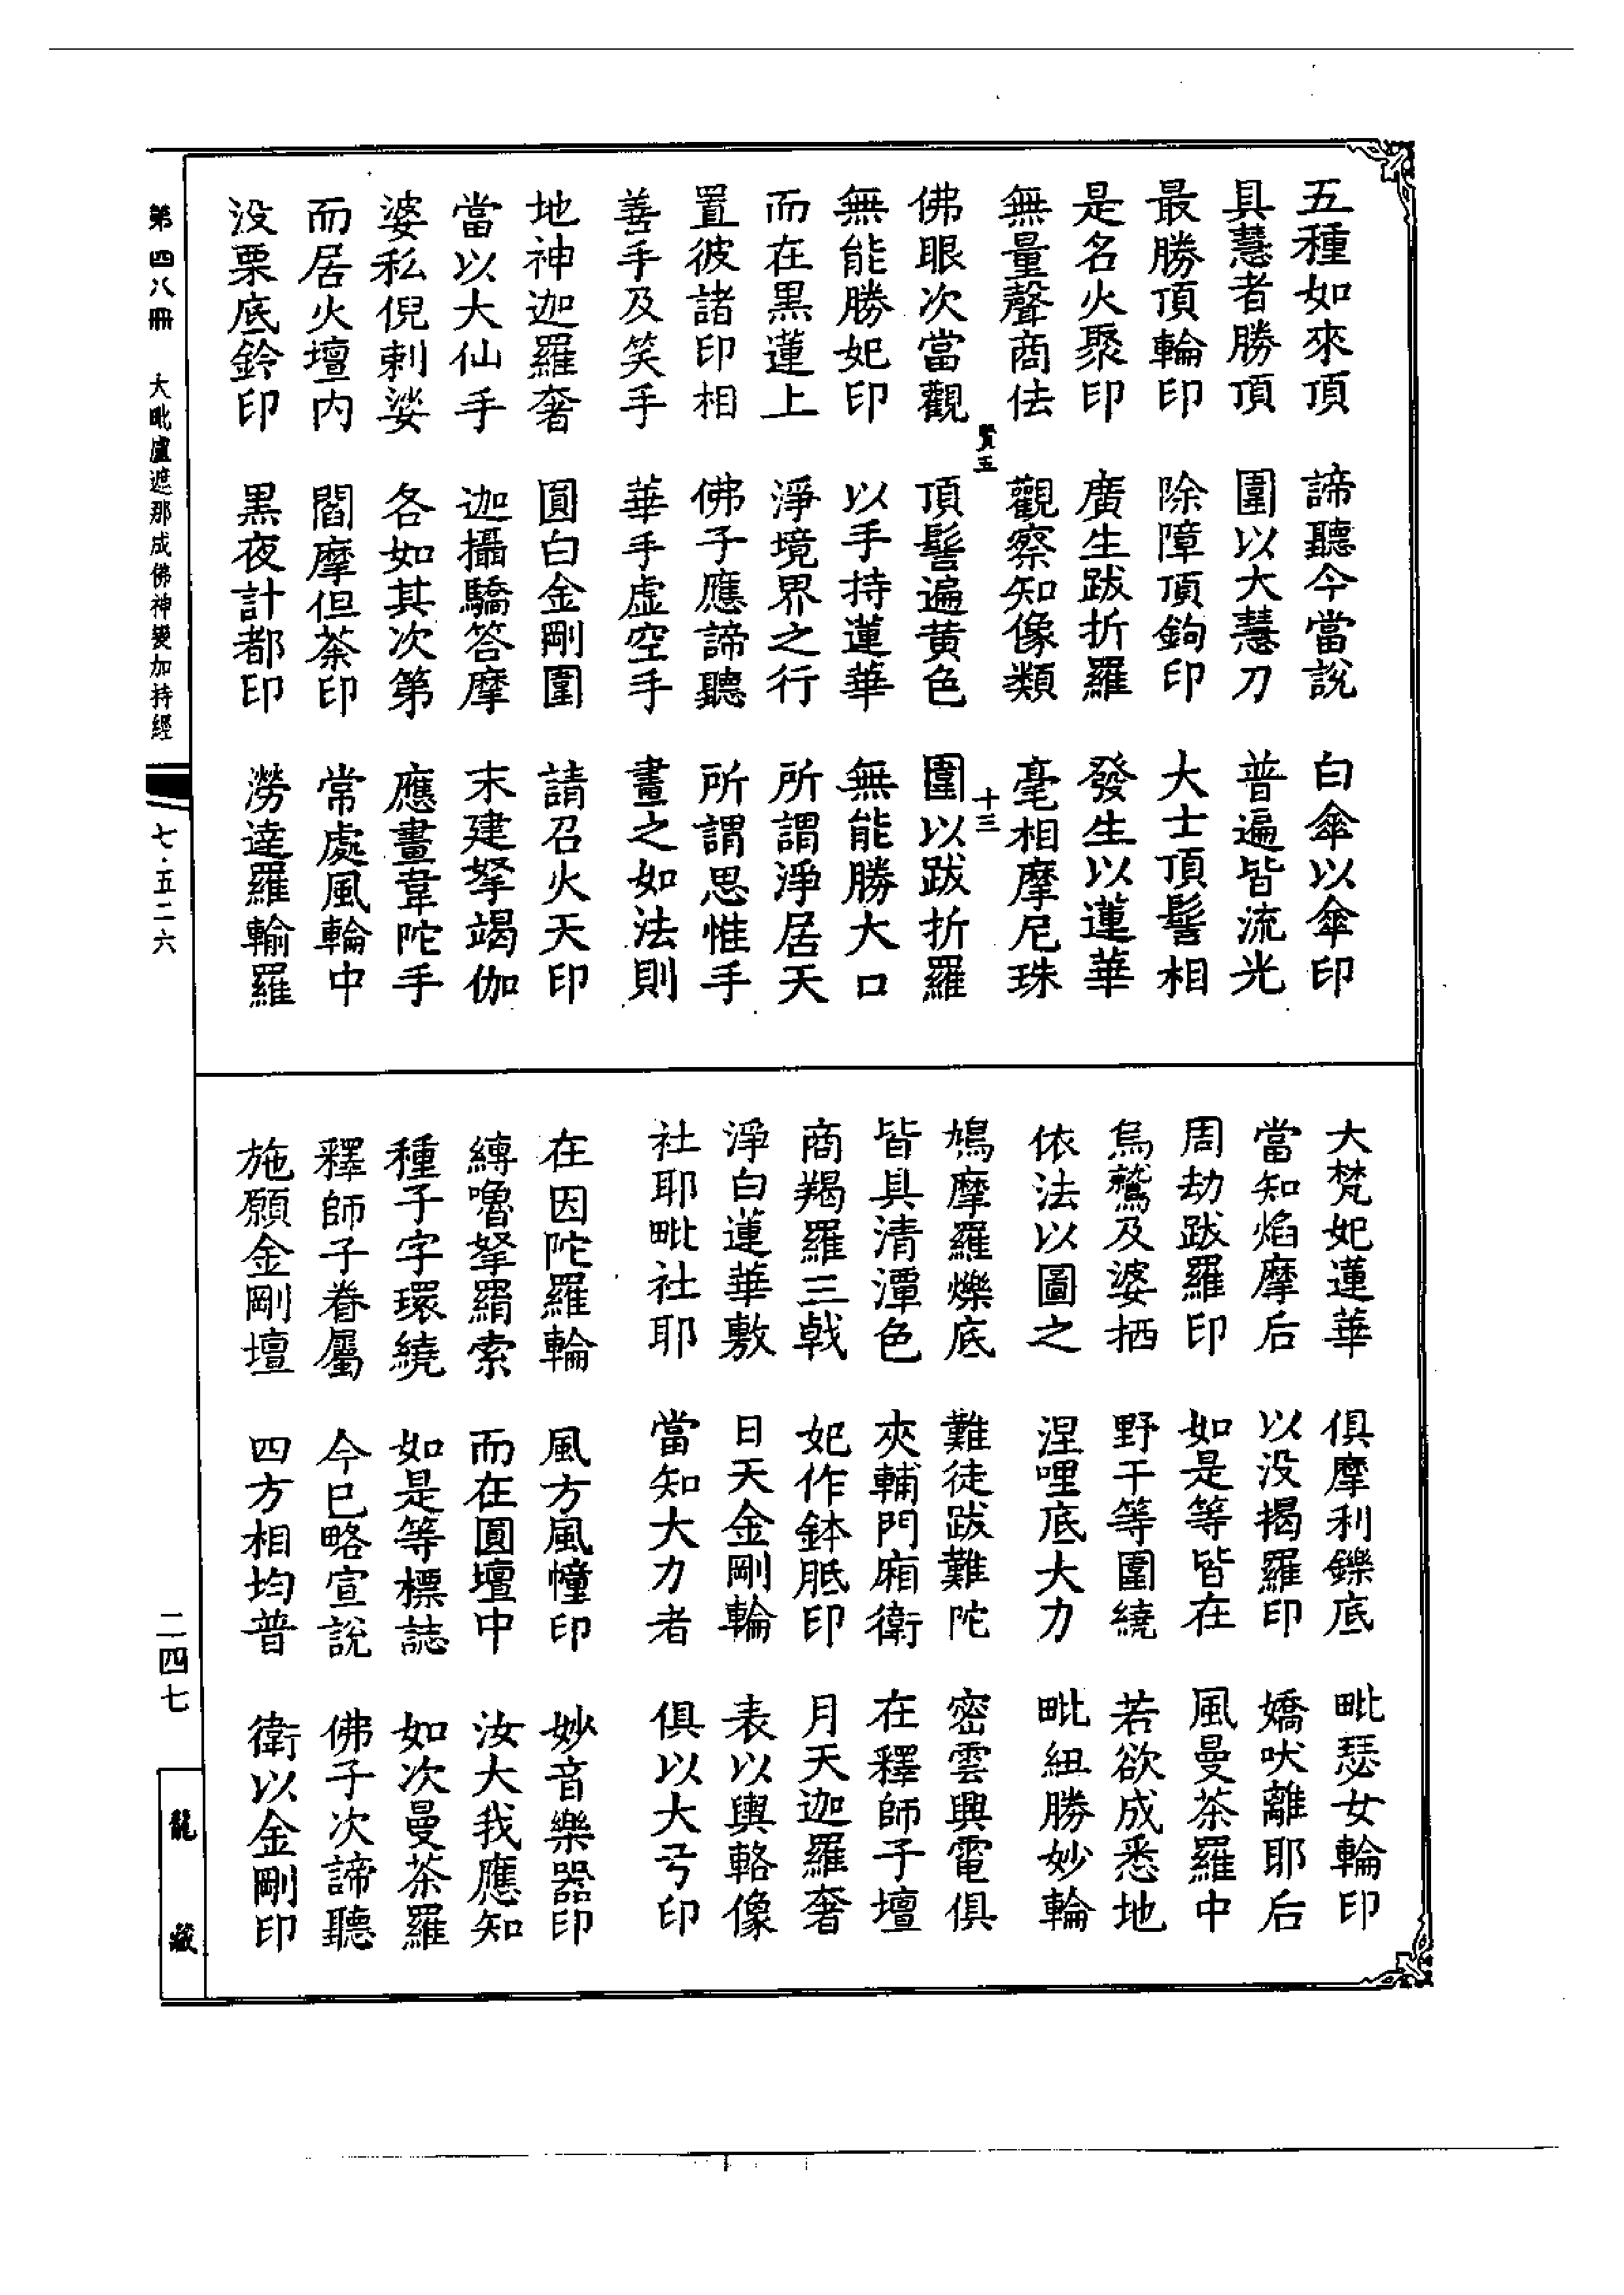 五種如來頂　諦聽今當說　白傘以傘印
具慧者勝頂　圍以大慧刀　普遍皆流光
最勝頂輪印　除障頂鉤印　大士頂髻相
是名火聚印　廣生跋折羅　發生以蓮華
無量聲商佉　觀察知像類　毫相摩尼珠
賢五　十三
佛眼次當觀　頂髻遍黃色　圍以跋折羅
無能勝妃印　以手持蓮華　無能勝大口
而在黑蓮上　淨境界之行　所謂淨居天
置彼諸印相　佛子應諦聽　所謂思惟手
善手及笑手　華手虛空手　畫之如法則
地神迦羅奢　圓白金剛圍　請召火天印
當以大仙手　迦攝驕答摩　末建拏竭伽
婆私倪剌娑　各如其次第　應畫韋陀手
而居火壇內　閻摩但茶印　常處風輪中
沒栗底鈴印　黑夜計都印　澇達羅輸羅
大梵妃蓮華　俱摩利鑠底　毗瑟女輪印
當知焰摩后　以沒揭羅印　嬌吠離耶后
周劫跋羅印　如是等皆在　風曼茶羅中
烏鷲及婆栖　野干等圍繞　若欲成悉地
依法以圖之　涅哩底大力　毗紐勝妙輪
鳩摩羅爍底　難徒跋難陀　密雲興電俱
皆具清潭色　夾輔門廂衛　在釋師子壇
商羯羅三戟　妃作鉢胝印　月天迦羅奢
淨白蓮華敷　日天金剛輪　表以輿輅像
社耶毗社耶　當知大力者　俱以大弓印
在因陀羅輪　風方風幢印　妙音樂器印
縛嚕拏羂索　而在圓壇中　汝大我應知
種子字環繞　如是等標誌　如次曼茶羅
釋師子眷屬　今已略宣說　佛子次諦聽
施願金剛壇　四方相均普　衛以金剛印
第四八冊　大毗盧遮那成佛神變加持經　七·五二六
二四七
龍藏